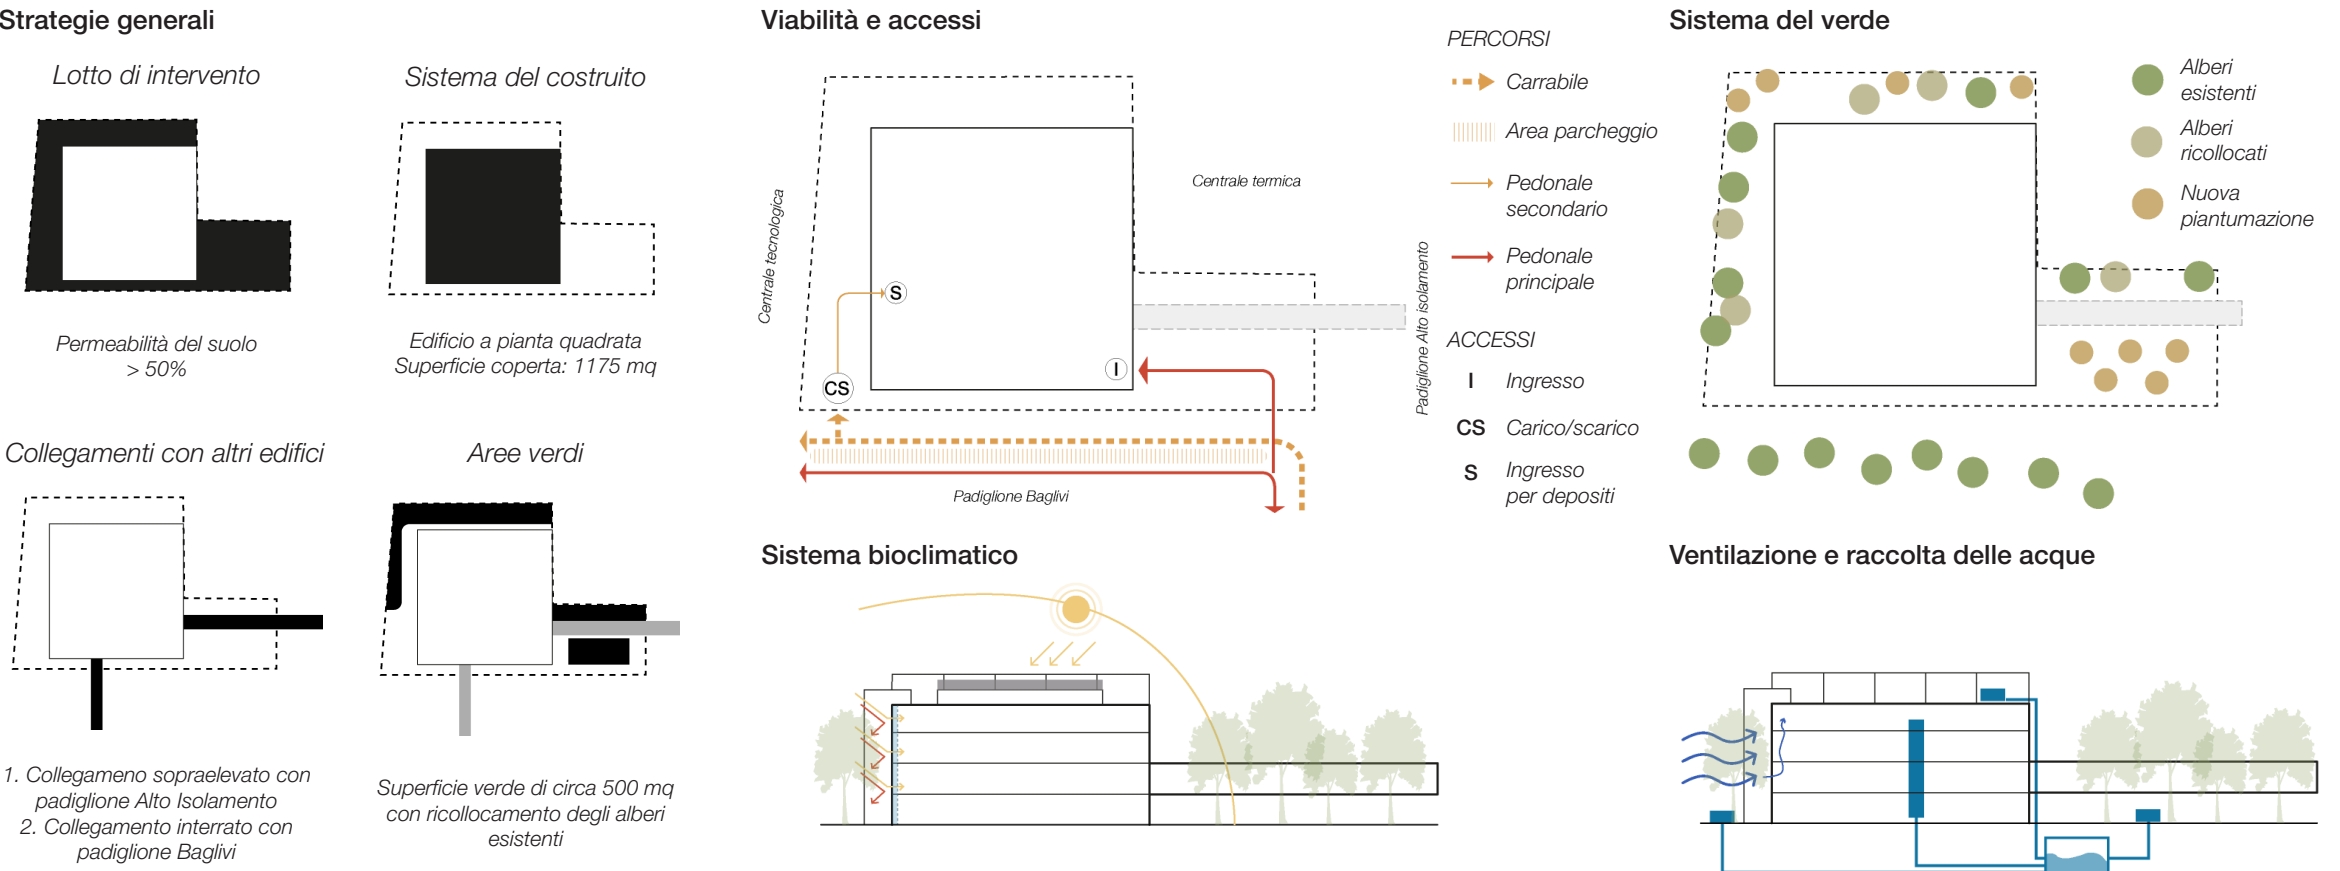 Strategie generali
Lotto di intervento
Sistema del costruito
Permeabilità del suolo
> 50%
Edificio a pianta quadrata
Superficie coperta: 1175 mq
Collegamenti con altri edifici
Aree verdi
1. Collegameno sopraelevato con
padiglione Alto Isolamento
2. Collegamento interrato con
padiglione Baglivi
Superficie verde di circa 500 mq
con ricollocamento degli alberi
esistenti
Viabilità e accessi
Centrale tecnologica
Centrale termica
Padiglione Alto isolamento
S
I
CS
Padiglione Baglivi
PERCORSI
Carrabile
Area parcheggio
Pedonale
secondario
Pedonale
principale
ACCESSI
I Ingresso
CS Carico/scarico
S Ingresso
per depositi
Sistema del verde
Alberi
esistenti
Alberi
ricollocati
Nuova
piantumazione
Sistema bioclimatico
Ventilazione e raccolta delle acque